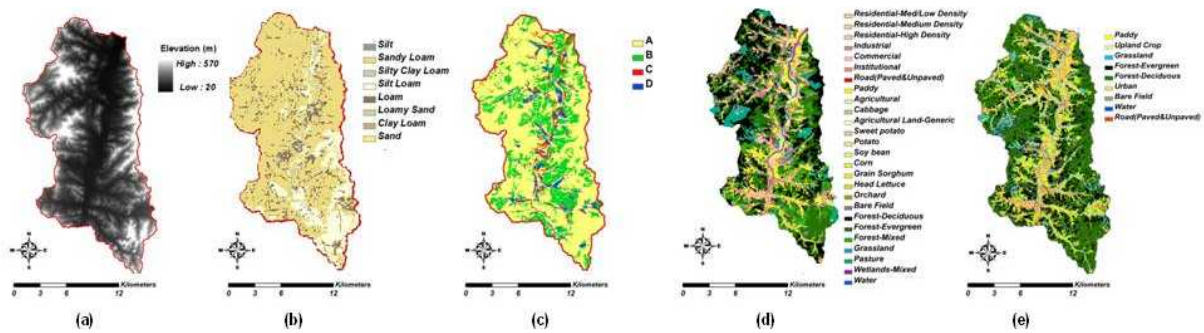 Elevation (m)
High : 570
Low : 20
N
W E
S
0 3 6 12
Kilometers
(a)
Silt
Sandy Loam
Silty Clay Loam
Silt Loam
Loam
Loamy Sand
Clay Loam
Sand
N
W E
S
0 3 6 12
Kilometers
(b)
A
B
C
D
N
W E
S
0 3 6 12
Kilometers
(c)
Residential-Med/Low Density
Residential-Medium Density
Residential-High Density
Industrial
Commercial
Institutional
Road(Paved&Unpaved)
Paddy
Agricultural
Cabbage
Agricultural Land-Generic
Sweet potato
Potato
Soy bean
Corn
Grain Sorghum
Head Lettuce
Orchard
Bare Field
Forest-Deciduous
Forest-Evergreen
Forest-Mixed
Grassland
Pasture
Wetlands-Mixed
Water
N
W E
S
0 3 6 12
Kilometers
(d)
Paddy
Upland Crop
Grassland
Forest-Evergreen
Forest-Deciduous
Urban
Bare Field
Water
Road(Paved&Unpaved)
N
W E
S
0 3 6 12
Kilometers
(e)